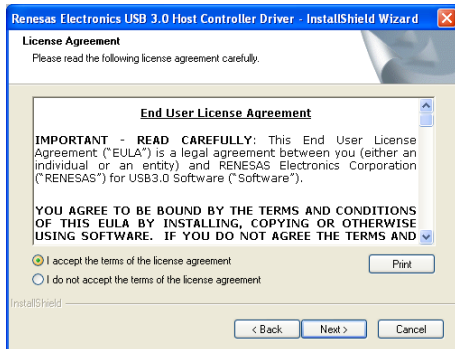 Renesas Electronics USB 3.0 Host Controller Driver - InstallShield Wizard
License Agreement
Please read the following license agreement carefully.
End User License Agreement
IMPORTANT - READ CAREFULLY: This End User License
Agreement ("EULA") is a legal agreement between you (either an
individual or an entity) and RENESAS Electronics Corporation
("RENESAS") for USB3.0 Software ("Software").
YOU AGREE TO BE BOUND BY THE TERMS AND CONDITIONS
OF THIS EULA BY INSTALLING, COPYING OR OTHERWISE
USING SOFTWARE. IF YOU DO NOT AGREE THE TERMS AND
I accept the terms of the license agreement
Print
I do not accept the terms of the license agreement
InstallShield
< Back
Next >
Cancel